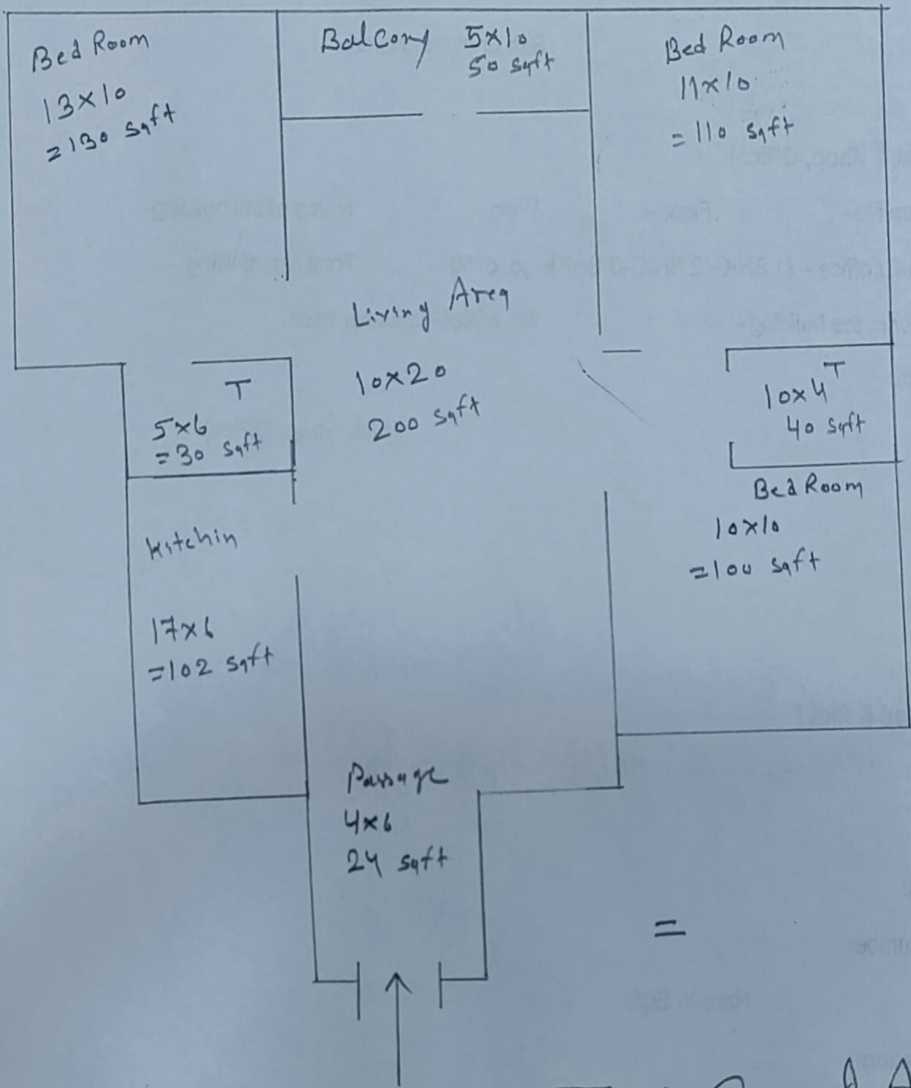 Bed Room
13x10
=130 sqft
Balcony 5x10
50 sqft
Bed Room
11x10
=110 sqft
Living Area
10x20
200 sqft
T
5x6
=30 sqft
T
10x4
40 sqft
Kitchin
17x6
=102 sqft
Bed Room
10x10
=100 sqft
Passage
4x6
24 sqft
=